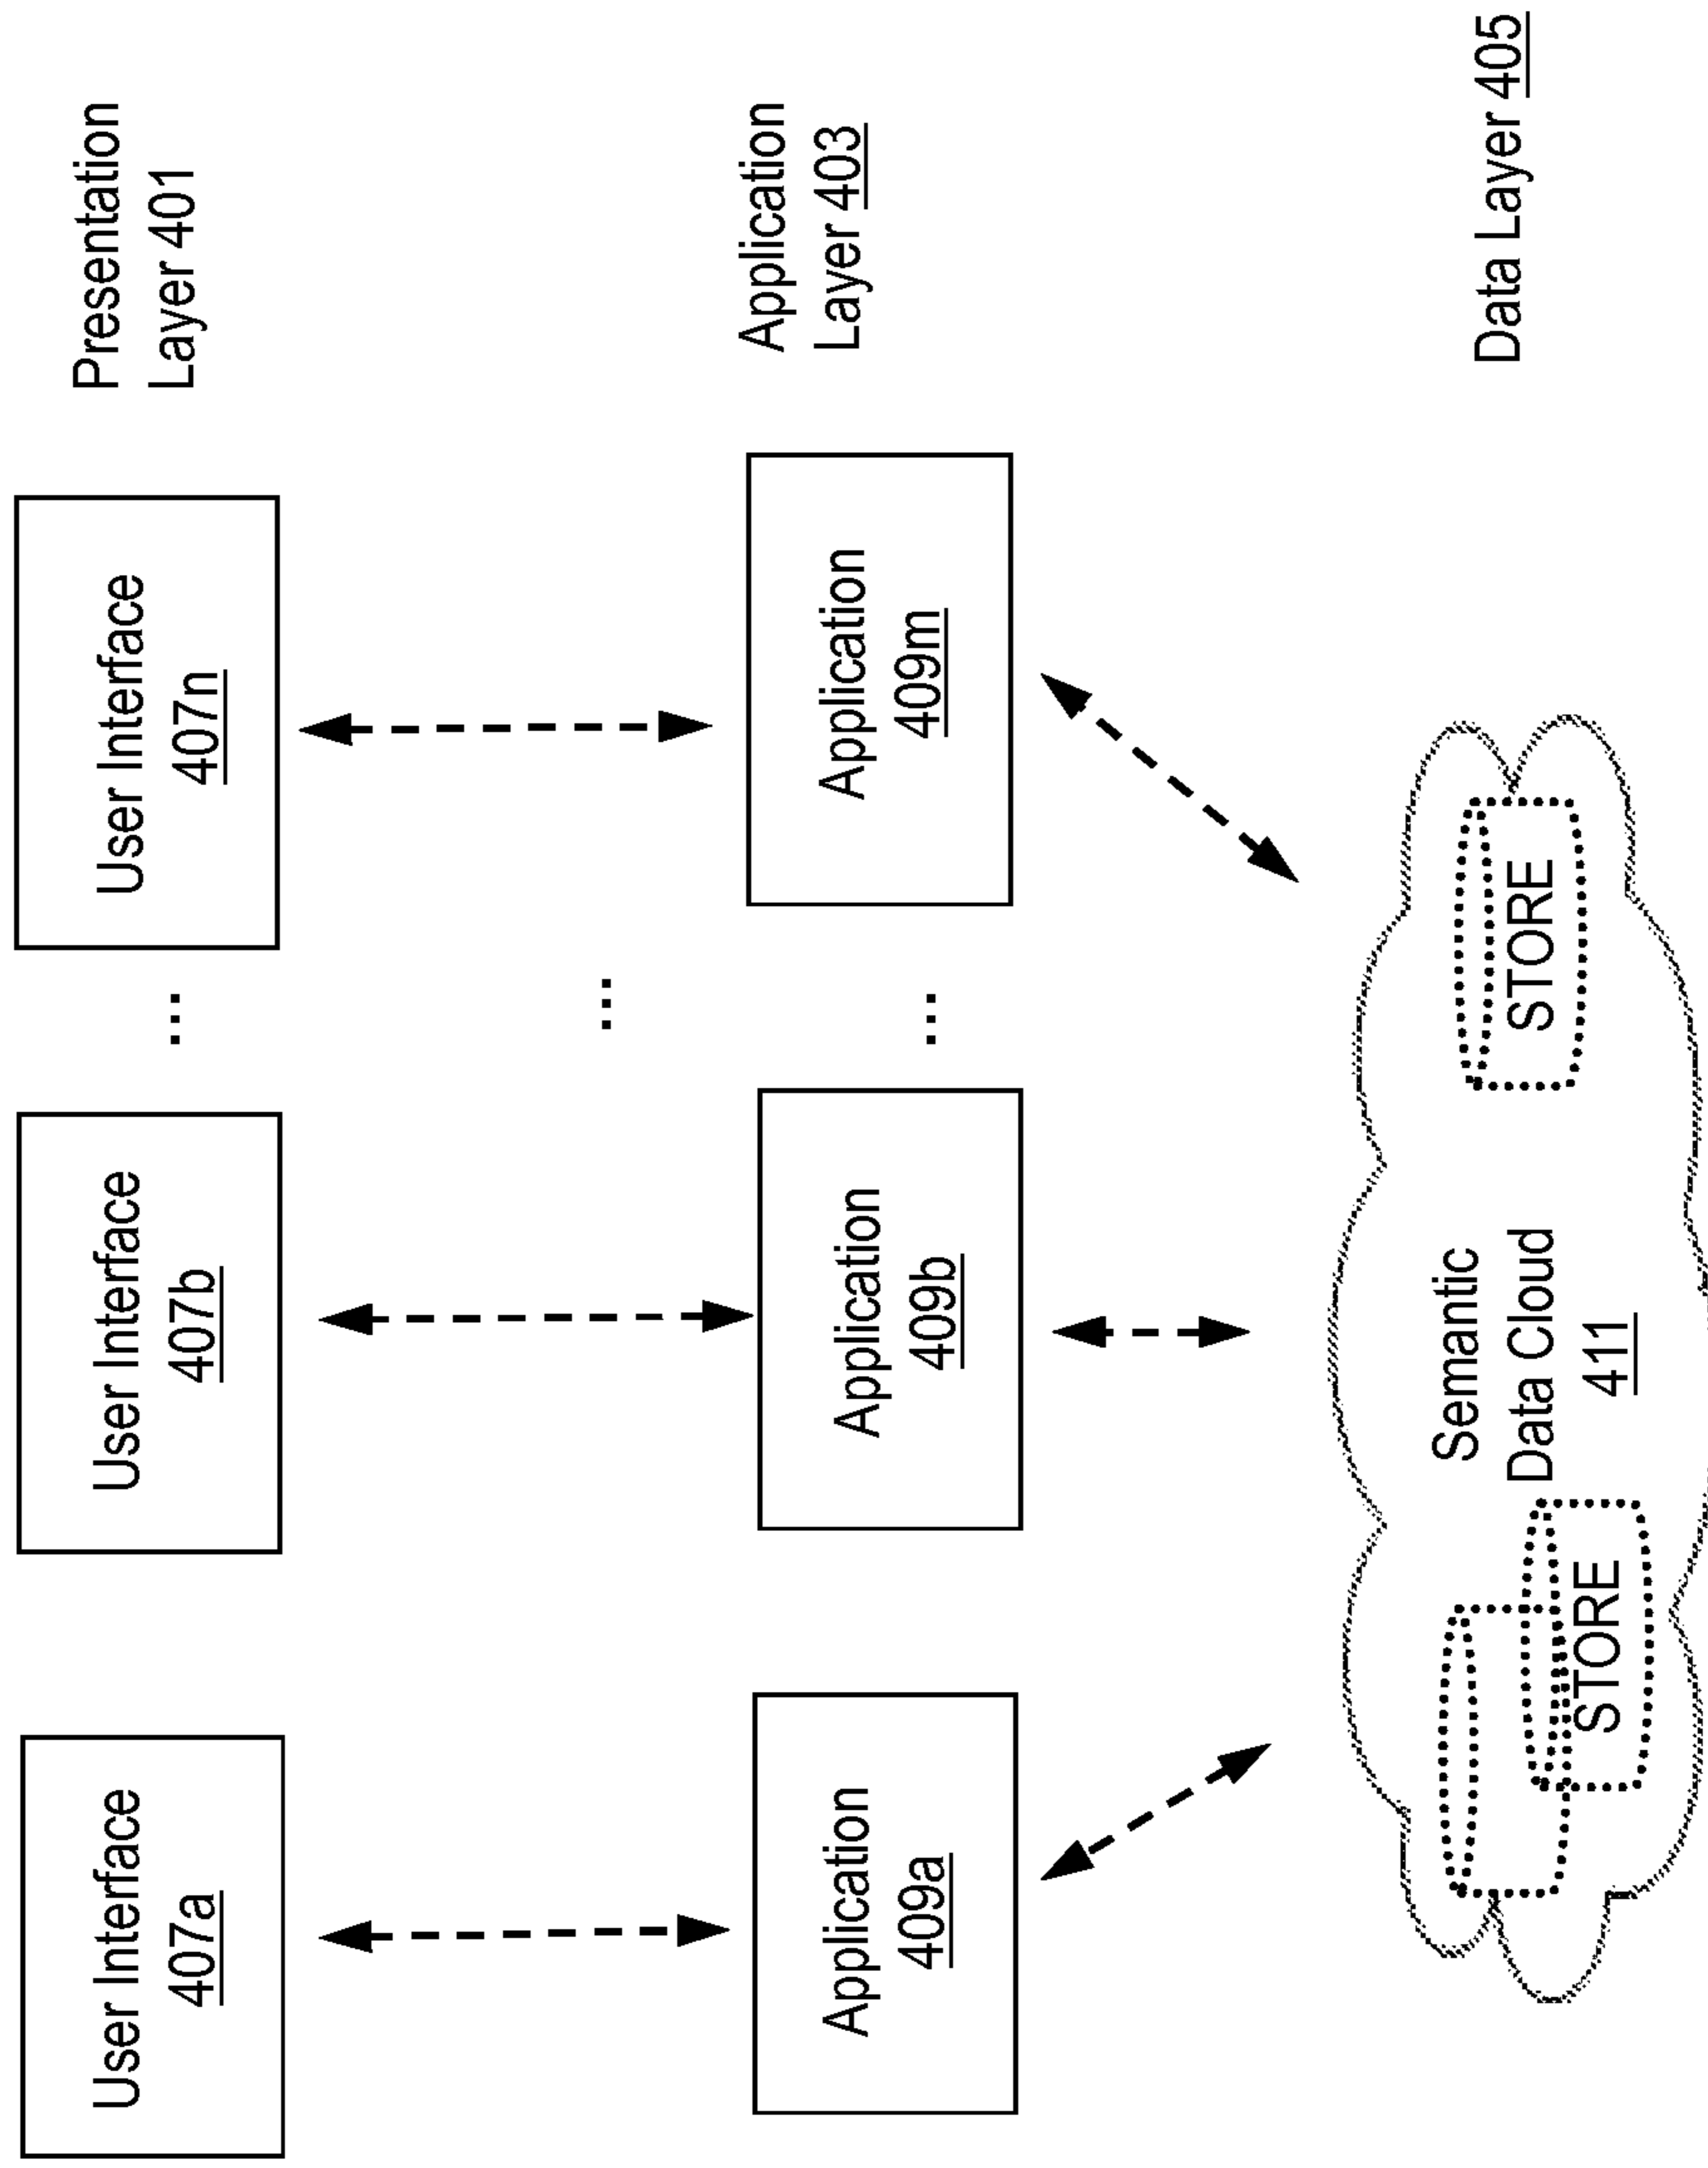 User Interface
407a
User Interface
407b
...
User Interface
407n
Presentation
Layer 401
...
Application
409a
Application
409b
...
Application
409m
Application
Layer 403
STORE
Semantic
Data Cloud
411
STORE
Data Layer 405